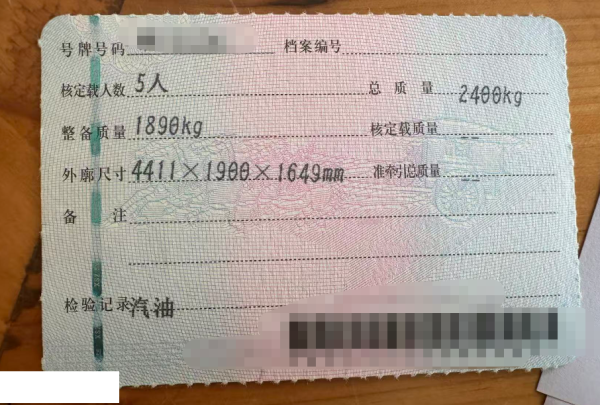 号牌号码 档案编号
核定载人数 5人 总质量 2400kg
整备质量 1890kg 核定载质量 --
外廓尺寸 4411×1900×1649mm 准牵引总质量 --
备注
检验记录 汽油